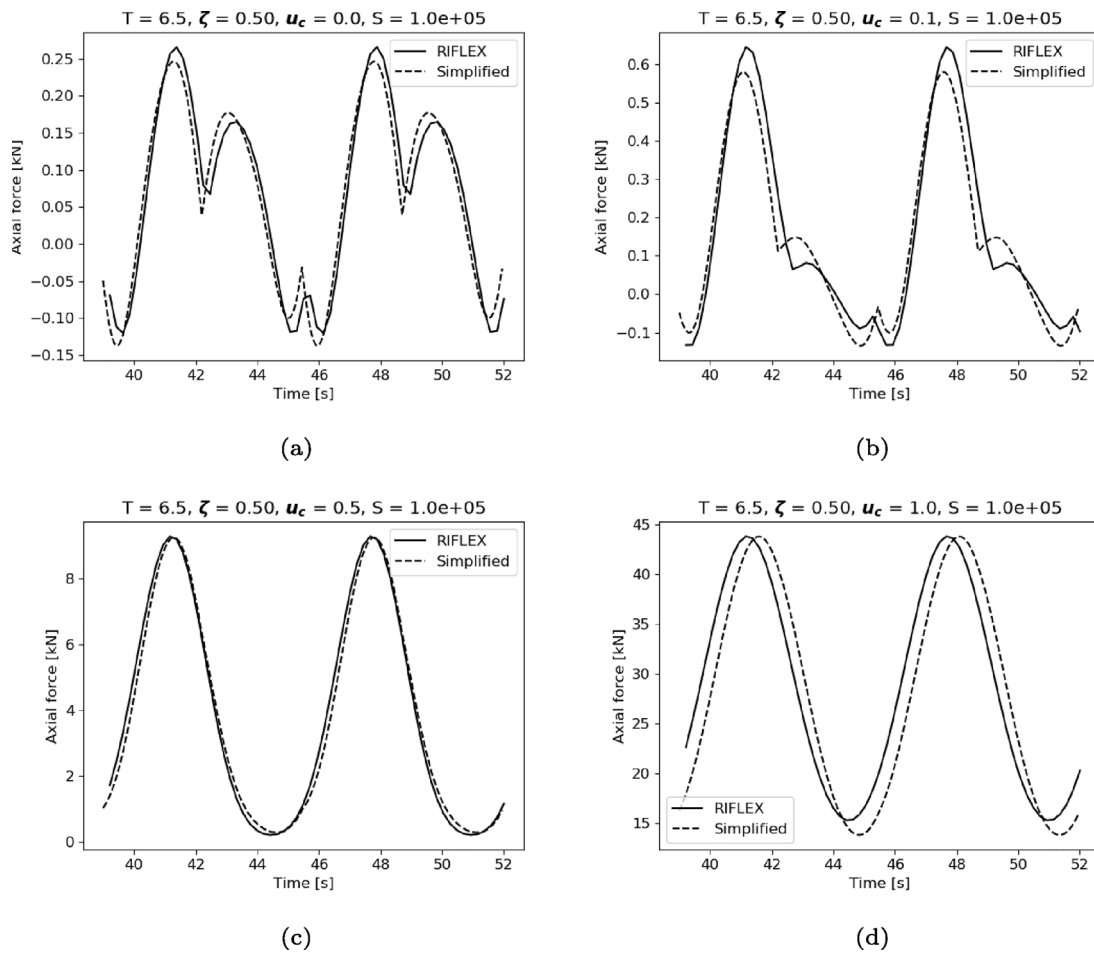 T = 6.5, ζ = 0.50, u_c = 0.0, S = 1.0e+05
RIFLEX
Simplified
0.25
0.20
0.15
0.10
0.05
0.00
−0.05
−0.10
−0.15
Axial force [kN]
40 42 44 46 48 50 52
Time [s]
(a)
T = 6.5, ζ = 0.50, u_c = 0.1, S = 1.0e+05
RIFLEX
Simplified
0.6
0.5
0.4
0.3
0.2
0.1
0.0
−0.1
Axial force [kN]
40 42 44 46 48 50 52
Time [s]
(b)
T = 6.5, ζ = 0.50, u_c = 0.5, S = 1.0e+05
RIFLEX
Simplified
8
6
4
2
0
Axial force [kN]
40 42 44 46 48 50 52
Time [s]
(c)
T = 6.5, ζ = 0.50, u_c = 1.0, S = 1.0e+05
45
40
35
30
25
20
15
Axial force [kN]
RIFLEX
Simplified
40 42 44 46 48 50 52
Time [s]
(d)